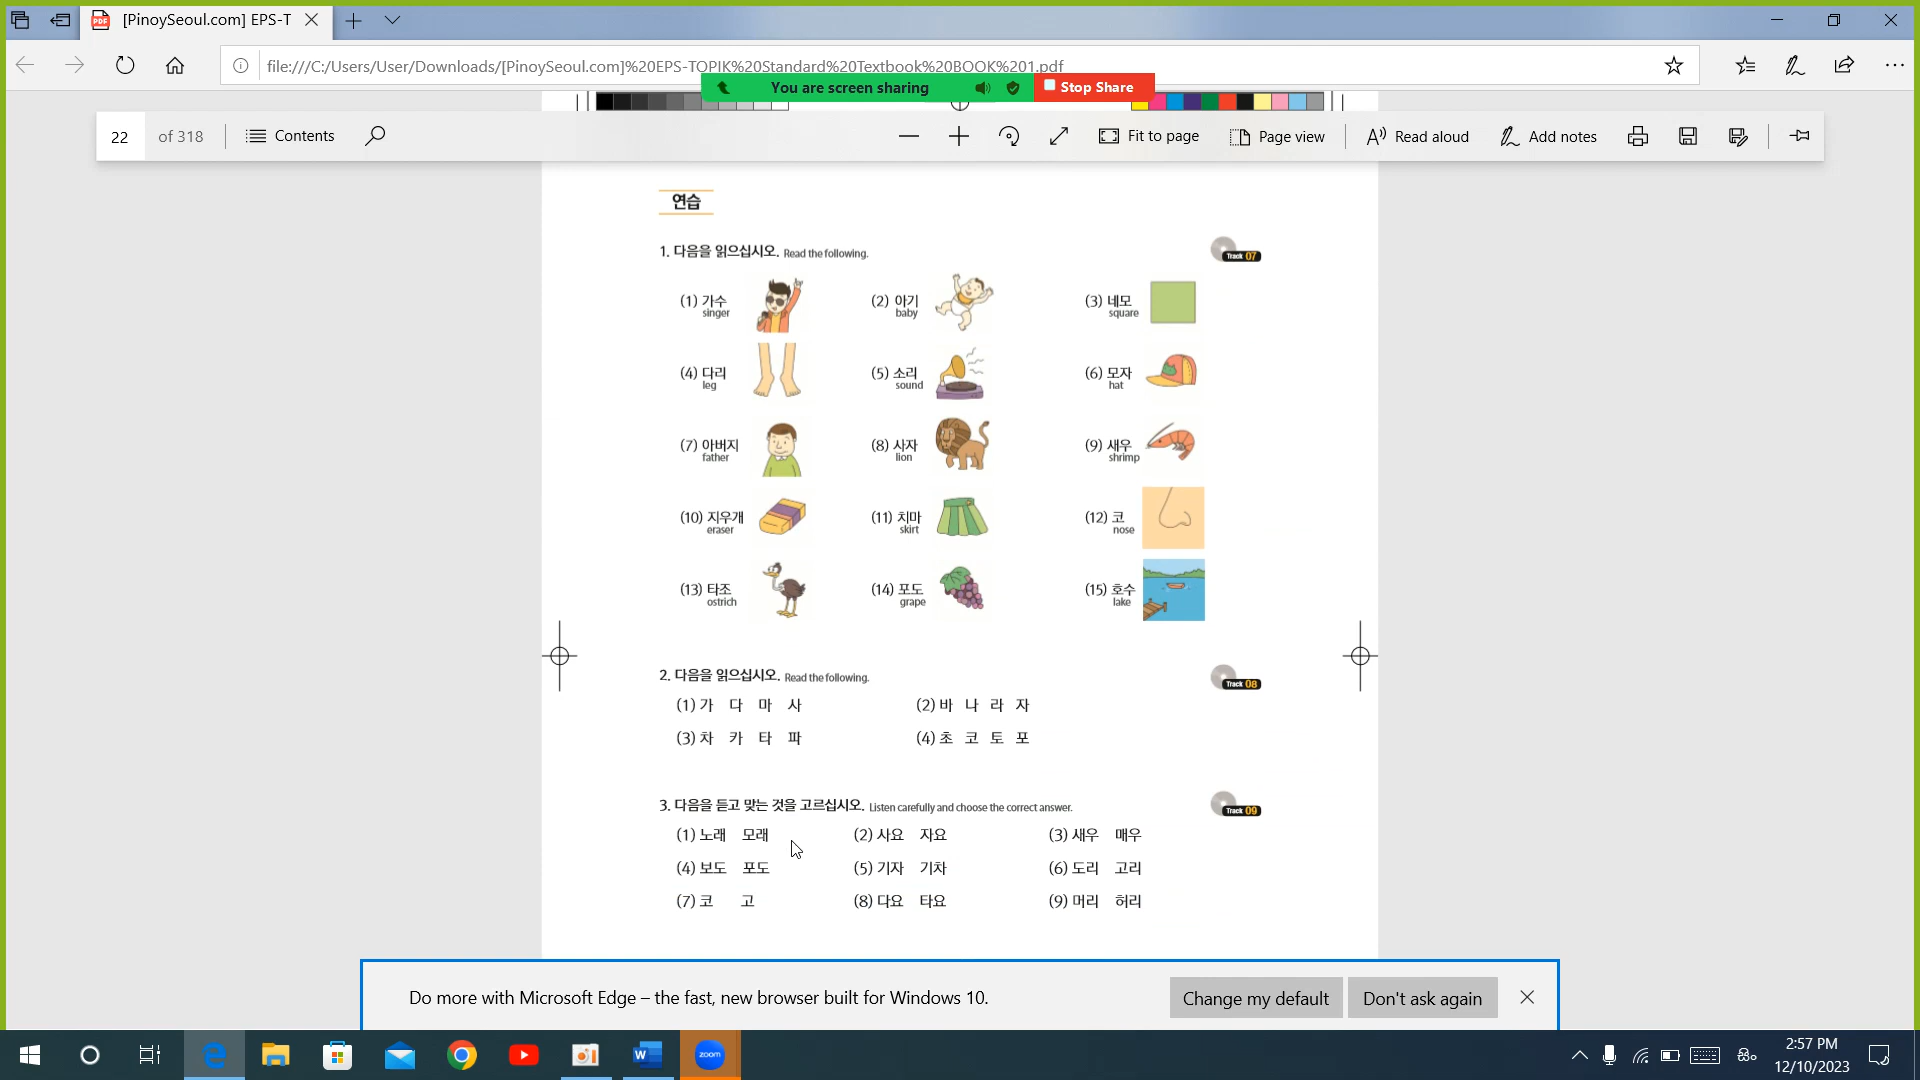 [PinoySeoul.com] EPS-T
file:///C:/Users/User/Downloads/[PinoySeoul.com]%20EPS-TOPIK%20Standard%20Textbook%20BOOK%201.pdf
You are screen sharing
Stop Share
22 of 318 Contents Fit to page Page view Read aloud Add notes
연습
1. 다음을 읽으십시오. Read the following. Track 07
(1) 가수 (2) 아기 (3) 네모
singer baby square
(4) 다리 (5) 소리 (6) 모자
leg sound hat
(7) 아버지 (8) 사자 (9) 새우
father lion shrimp
(10) 지우개 (11) 치마 (12) 코
eraser skirt nose
(13) 타조 (14) 포도 (15) 호수
ostrich grape lake
2. 다음을 읽으십시오. Read the following. Track 08
(1) 가 다 마 사 (2) 바 나 라 자
(3) 차 카 타 파 (4) 초 코 토 포
3. 다음을 듣고 맞는 것을 고르십시오. Listen carefully and choose the correct answer. Track 09
(1) 노래 모래 (2) 사요 자요 (3) 새우 매우
(4) 보도 포도 (5) 기자 기차 (6) 도리 고리
(7) 코 고 (8) 다요 타요 (9) 머리 허리
Do more with Microsoft Edge – the fast, new browser built for Windows 10. Change my default Don't ask again
zoom
2:57 PM
12/10/2023